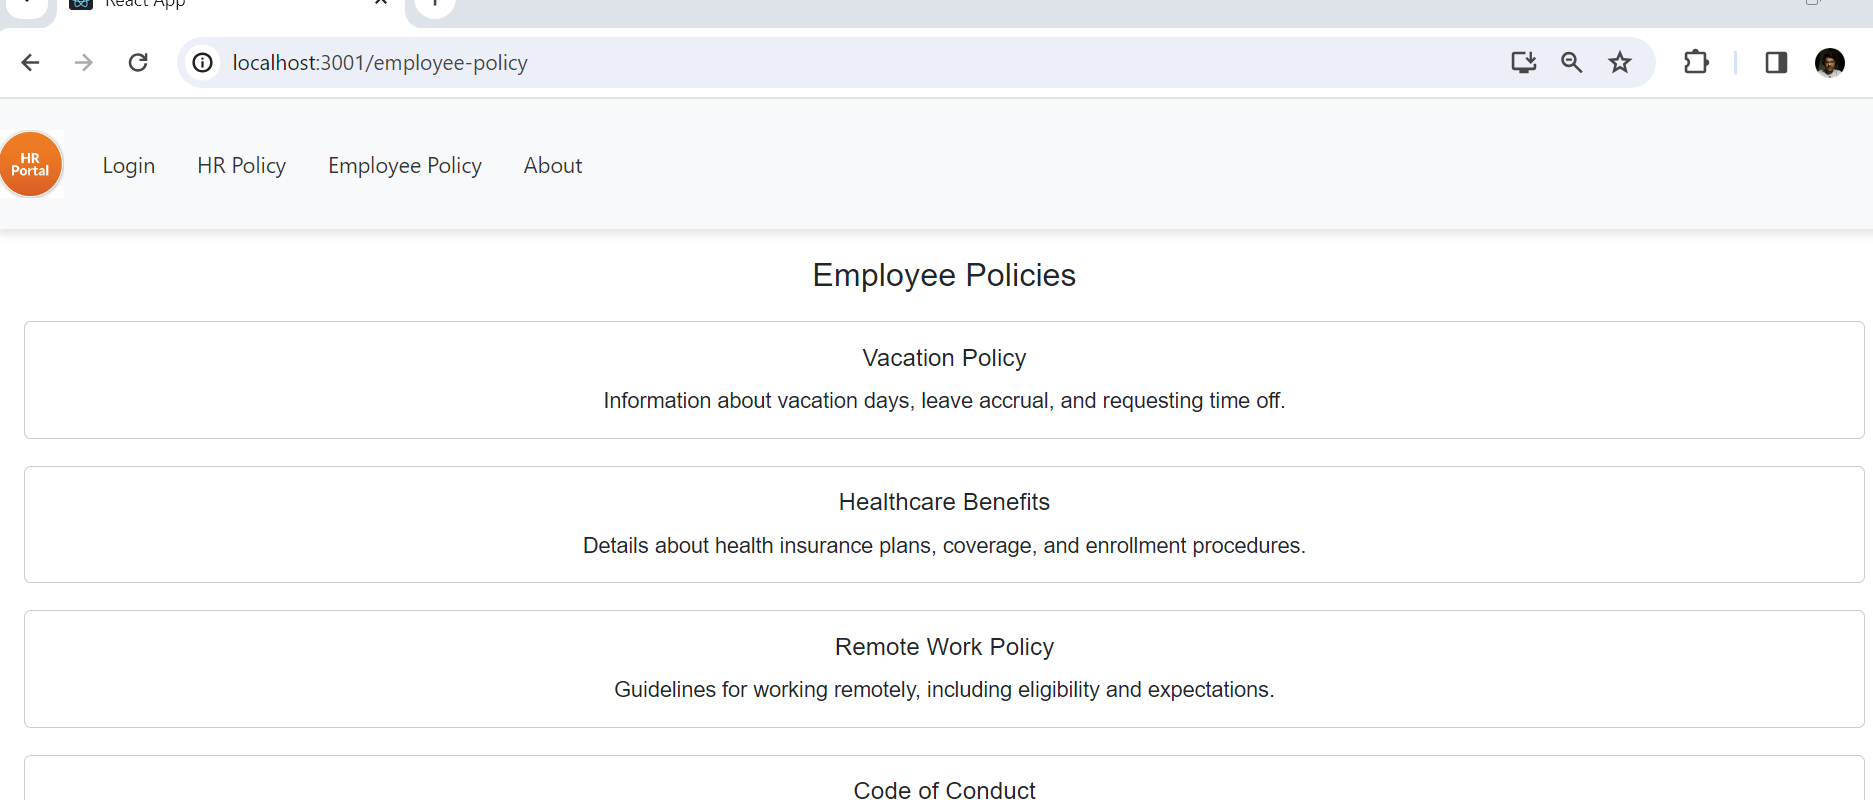 React App
localhost:3001/employee-policy
HR
Portal
Login
HR Policy
Employee Policy
About
Employee Policies
Vacation Policy
Information about vacation days, leave accrual, and requesting time off.
Healthcare Benefits
Details about health insurance plans, coverage, and enrollment procedures.
Remote Work Policy
Guidelines for working remotely, including eligibility and expectations.
Code of Conduct